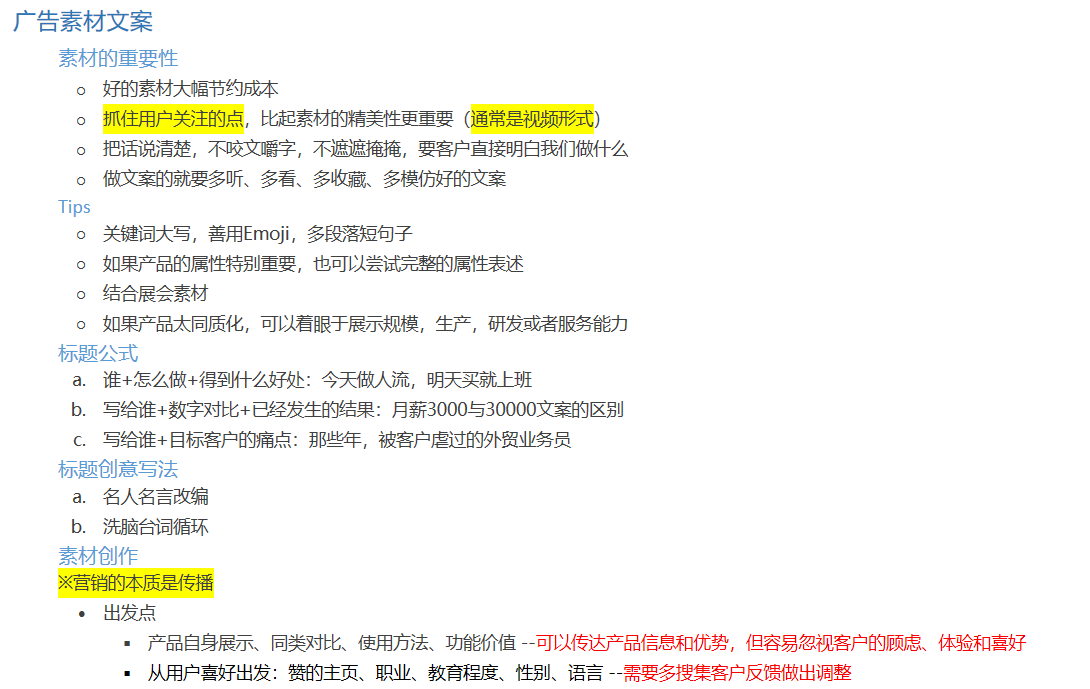 广告素材文案
素材的重要性
○ 好的素材大幅节约成本
○ 抓住用户关注的点，比起素材的精美性更重要（通常是视频形式）
○ 把话说清楚，不咬文嚼字，不遮遮掩掩，要客户直接明白我们做什么
○ 做文案的就要多听、多看、多收藏、多模仿好的文案
Tips
○ 关键词大写，善用Emoji，多段落短句子
○ 如果产品的属性特别重要，也可以尝试完整的属性表述
○ 结合展会素材
○ 如果产品太同质化，可以着眼于展示规模，生产，研发或者服务能力
标题公式
a. 谁+怎么做+得到什么好处：今天做人流，明天买就上班
b. 写给谁+数字对比+已经发生的结果：月薪3000与30000文案的区别
c. 写给谁+目标客户的痛点：那些年，被客户虐过的外贸业务员
标题创意写法
a. 名人名言改编
b. 洗脑台词循环
素材创作
※营销的本质是传播
• 出发点
▪ 产品自身展示、同类对比、使用方法、功能价值 --可以传达产品信息和优势，但容易忽视客户的顾虑、体验和喜好
▪ 从用户喜好出发：赞的主页、职业、教育程度、性别、语言 --需要多搜集客户反馈做出调整